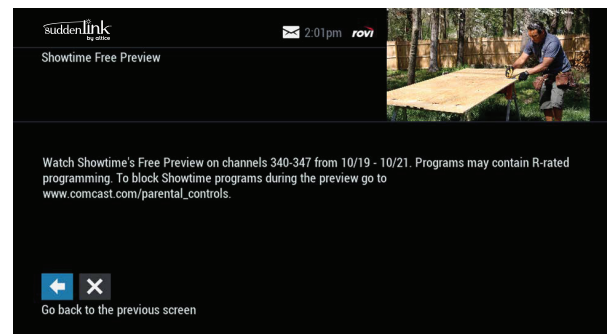 suddenlink
by altice
2:01pm rovi
Showtime Free Preview
Watch Showtime's Free Preview on channels 340-347 from 10/19 - 10/21. Programs may contain R-rated
programming. To block Showtime programs during the preview go to
www.comcast.com/parental_controls.
Go back to the previous screen